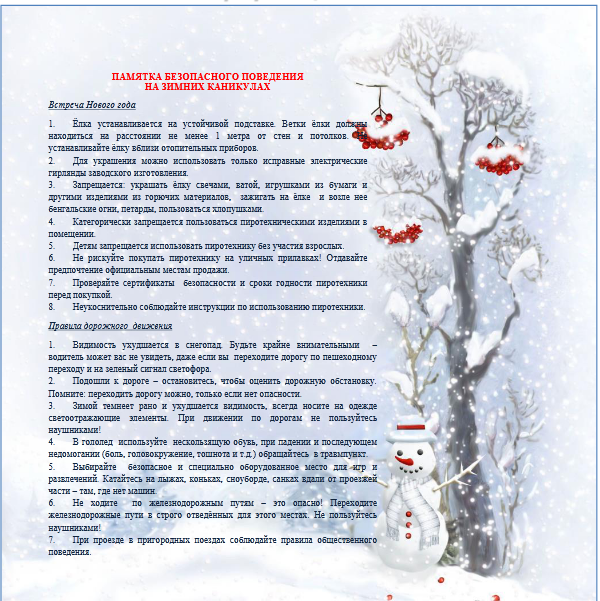 ПАМЯТКА БЕЗОПАСНОГО ПОВЕДЕНИЯ
НА ЗИМНИХ КАНИКУЛАХ
Встреча Нового года
1. Ёлка устанавливается на устойчивой подставке. Ветки ёлки должны
находиться на расстоянии не менее 1 метра от стен и потолков. Не
устанавливайте ёлку вблизи отопительных приборов.
2. Для украшения можно использовать только исправные электрические
гирлянды заводского изготовления.
3. Запрещается: украшать ёлку свечами, ватой, игрушками из бумаги и
другими изделиями из горючих материалов, зажигать на ёлке и возле нее
бенгальские огни, петарды, пользоваться хлопушками.
4. Категорически запрещается пользоваться пиротехническими изделиями в
помещении.
5. Детям запрещается использовать пиротехнику без участия взрослых.
6. Не рискуйте покупать пиротехнику на уличных прилавках! Отдавайте
предпочтение официальным местам продажи.
7. Проверяйте сертификаты безопасности и сроки годности пиротехники
перед покупкой.
8. Неукоснительно соблюдайте инструкции по использованию пиротехники.
Правила дорожного движения
1. Видимость ухудшается в снегопад. Будьте крайне внимательными –
водитель может вас не увидеть, даже если вы переходите дорогу по пешеходному
переходу и на зеленый сигнал светофора.
2. Подошли к дороге – остановитесь, чтобы оценить дорожную обстановку.
Помните: переходить дорогу можно, только если нет опасности.
3. Зимой темнеет рано и ухудшается видимость, всегда носите на одежде
светоотражающие элементы. При движении по дорогам не пользуйтесь
наушниками!
4. В гололед используйте нескользящую обувь, при падении и последующем
недомогании (боль, головокружение, тошнота и т.д.) обращайтесь в травмпункт.
5. Выбирайте безопасное и специально оборудованное место для игр и
развлечений. Катайтесь на лыжах, коньках, сноуборде, санках вдали от проезжей
части – там, где нет машин.
6. Не ходите по железнодорожным путям – это опасно! Переходите
железнодорожные пути в строго отведённых для этого местах. Не пользуйтесь
наушниками!
7. При проезде в пригородных поездах соблюдайте правила общественного
поведения.